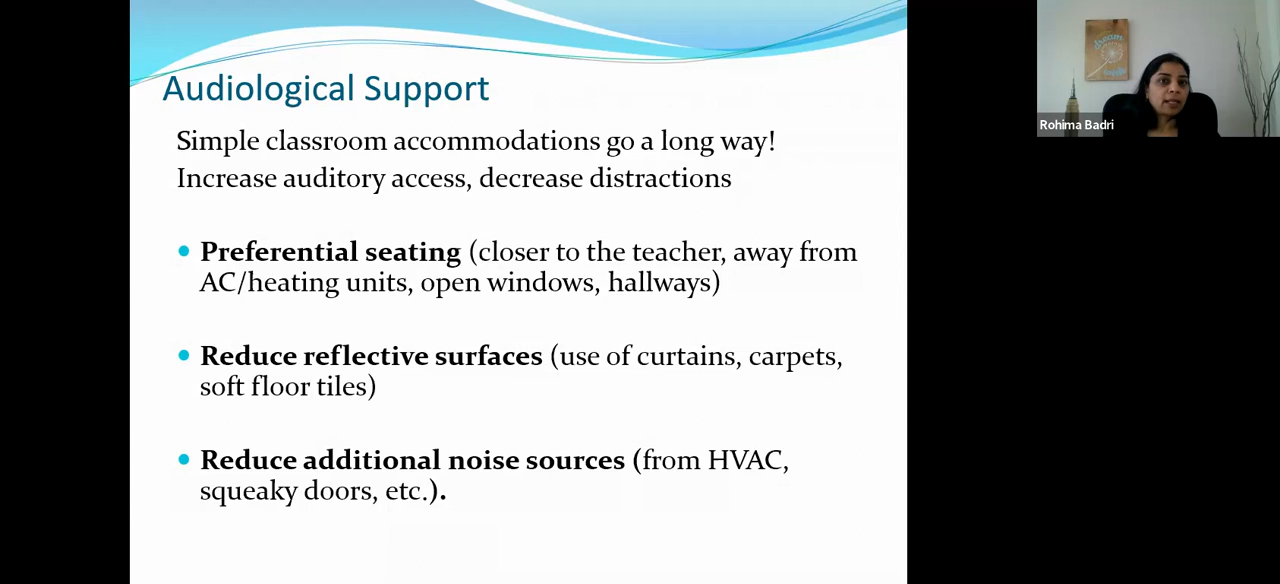 Audiological Support
Simple classroom accommodations go a long way!
Increase auditory access, decrease distractions
Preferential seating (closer to the teacher, away from
AC/heating units, open windows, hallways)
Reduce reflective surfaces (use of curtains, carpets,
soft floor tiles)
Reduce additional noise sources (from HVAC,
squeaky doors, etc.).
dream
Rohima Badri